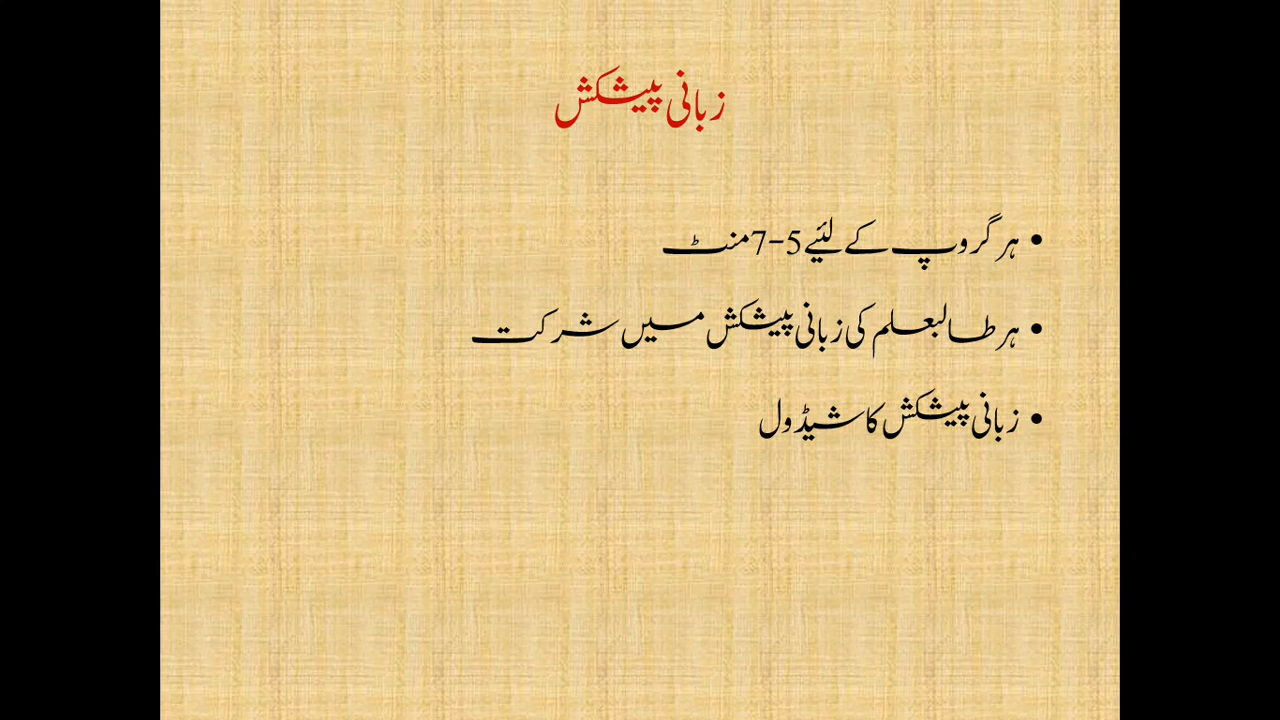 زبانی پیشکش
• ہر گروپ کے لئیے 5-7 منٹ
• ہر طالبعلم کی زبانی پیشکش میں شرکت
• زبانی پیشکش کا شیڈول